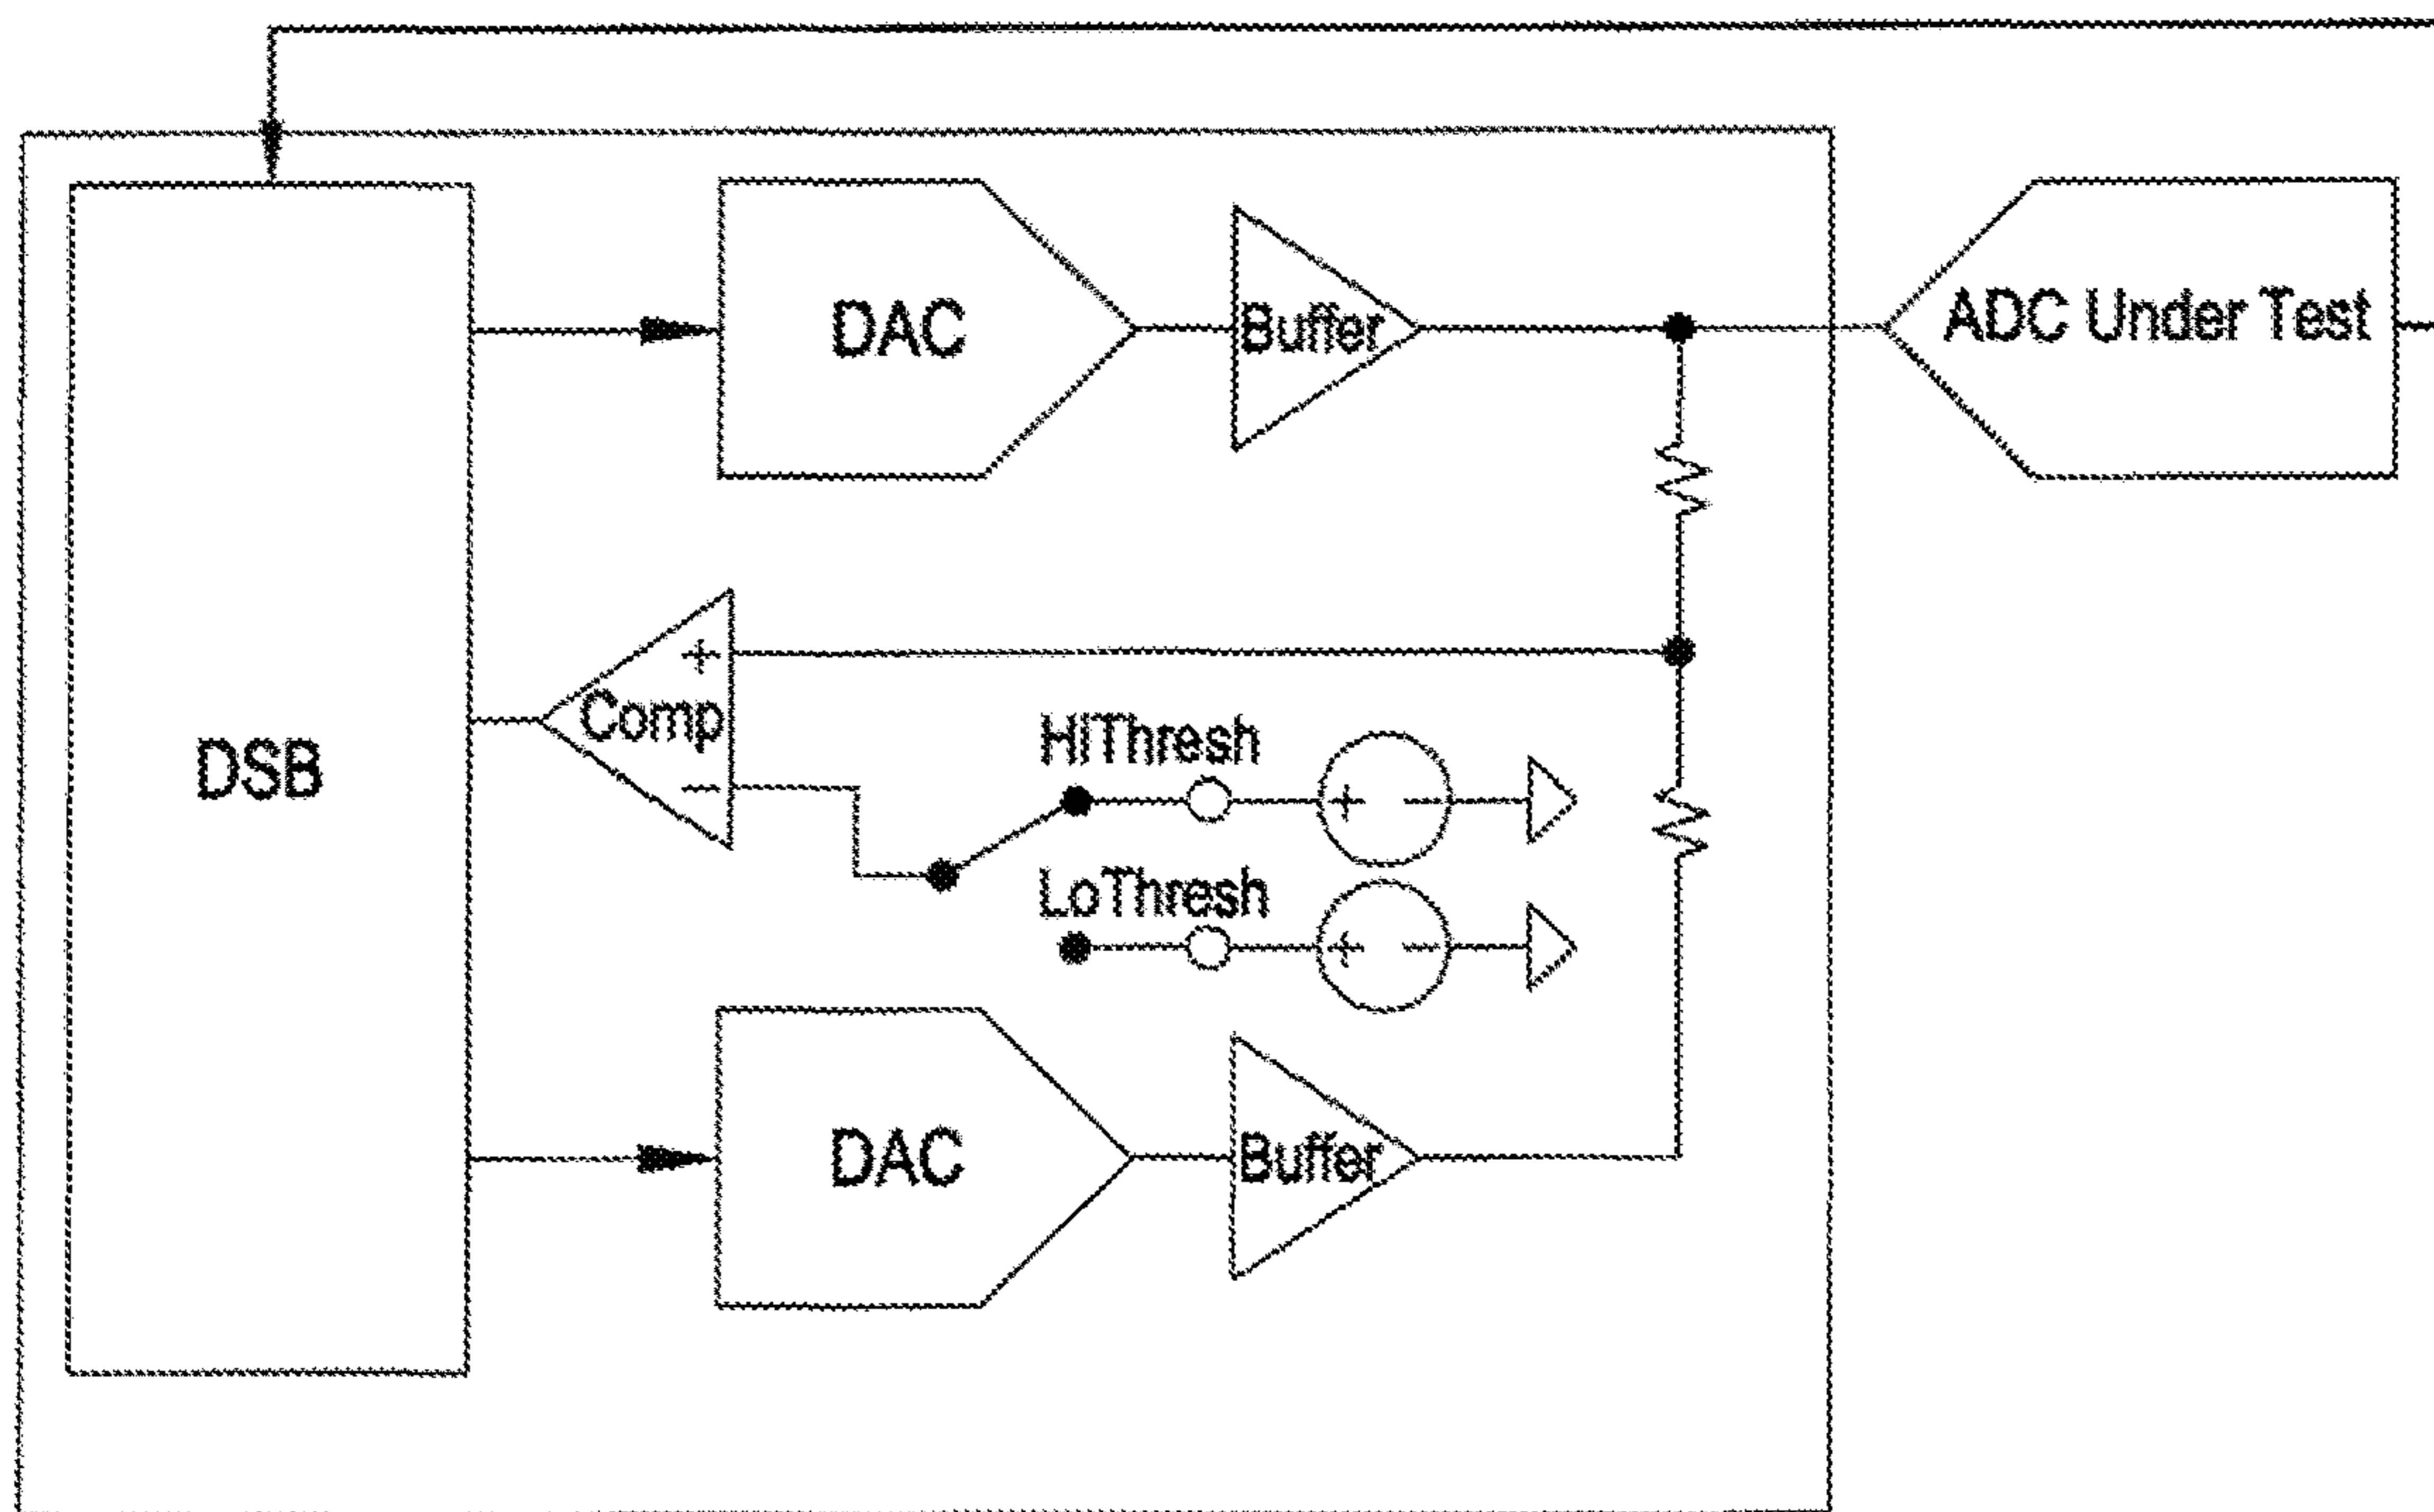 DAC
Buffer
ADC Under Test
+
Comp
−
DSB
HiThresh
+ −
LoThresh
+ −
DAC
Buffer